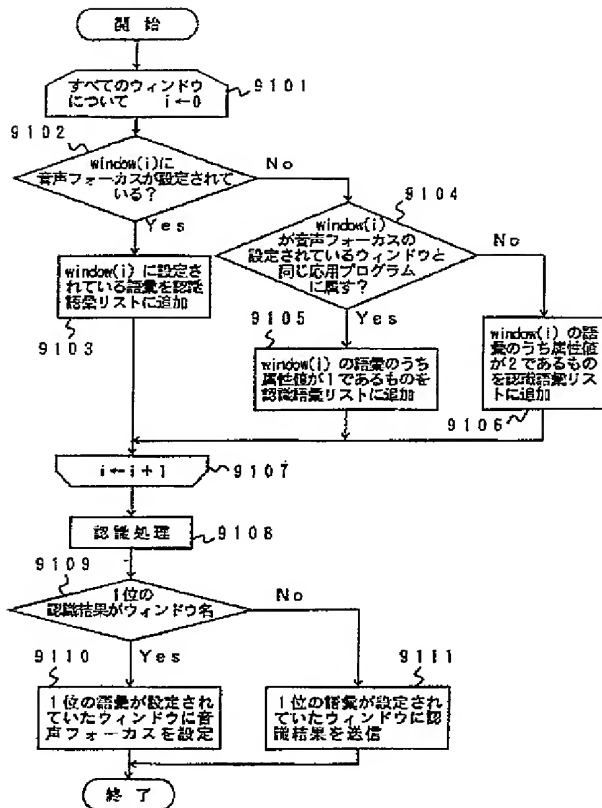 開始
すべてのウィンドウ
について i←0
9101
9102
window(i)に
音声フォーカスが設定されて
いる?
No
Yes
9104
window(i)
が音声フォーカスの
設定されているウィンドウと
同じ応用プログラム
に属す?
No
Yes
window(i) に設定さ
れている語彙を認識
認彙リストに追加
9103
9105
window(i) の語彙のうち
属性値が1であるものを
認識語彙リストに追加
window(i) の語
彙のうち属性値
が2であるもの
を認識語彙リス
トに追加
9106
i←i+1
9107
認識処理
9108
9109
1位の
認識結果がウィンドウ名
No
Yes
9110
1位の語彙が設定され
ていたウィンドウに音
声フォーカスを設定
9111
1位の語彙が設定され
ていたウィンドウに認
識結果を送信
終了